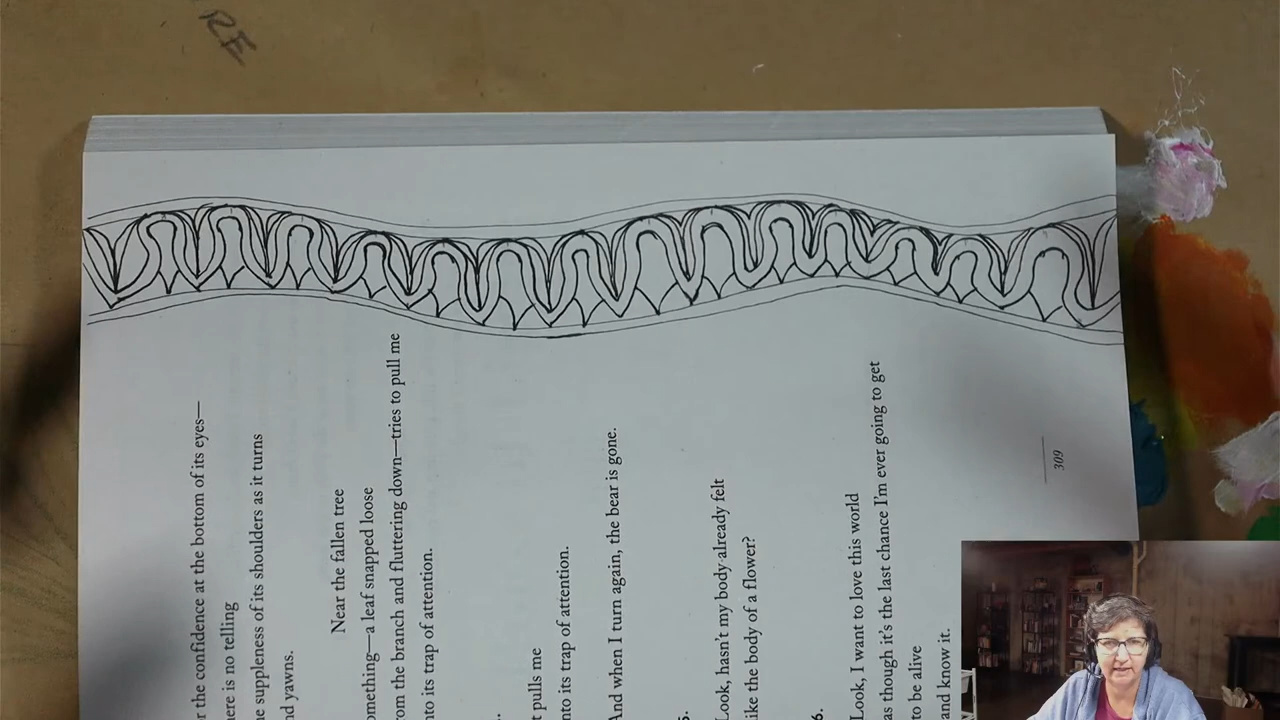 RE
r the confidence at the bottom of its eyes—
ere is no telling
he suppleness of its shoulders as it turns
nd yawns.
Near the fallen tree
omething—a leaf snapped loose
rom the branch and fluttering down—tries to pull me
nto its trap of attention.
t pulls me
nto its trap of attention.
And when I turn again, the bear is gone.
5.
Look, hasn't my body already felt
like the body of a flower?
6.
Look, I want to love this world
as though it's the last chance I'm ever going to get
to be alive
and know it.
309